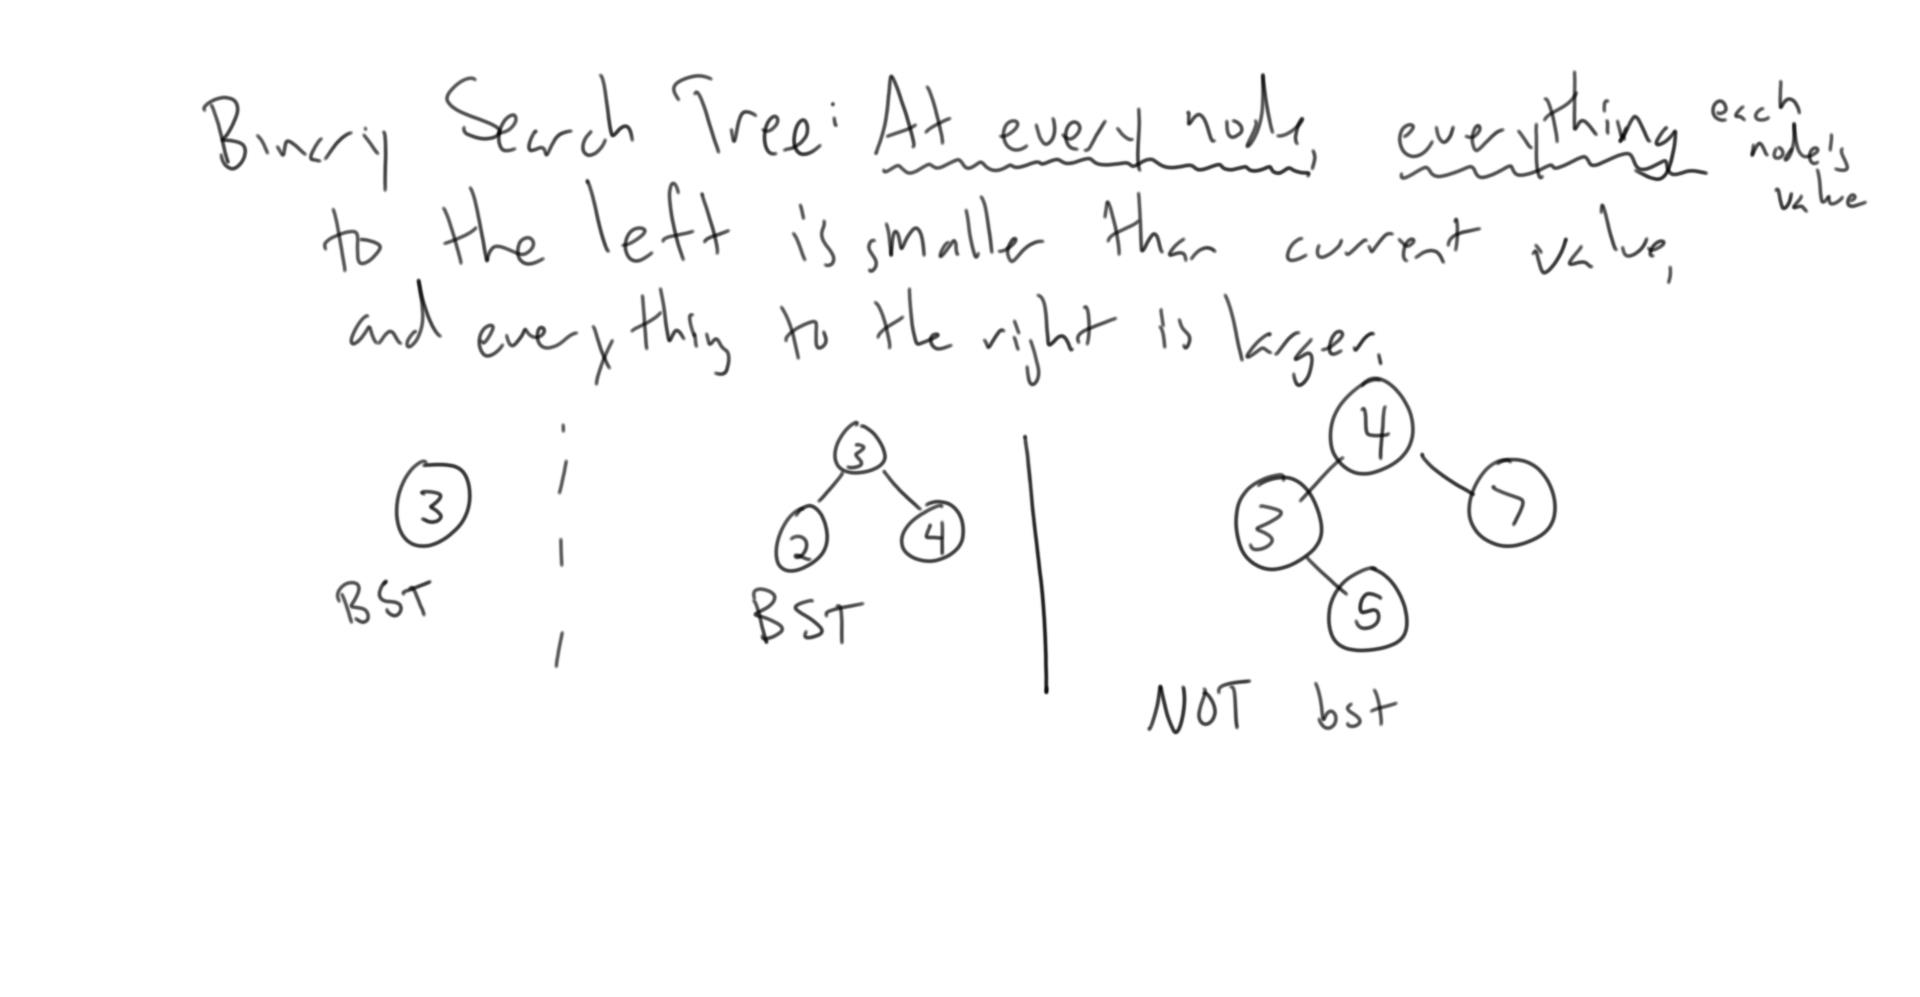 Binary Search Tree: At every node, everything each
node's
value
to the left is smaller than current value,
and everything to the right is larger.
3
BST
3
2 4
BST
4
3 7
5
NOT bst